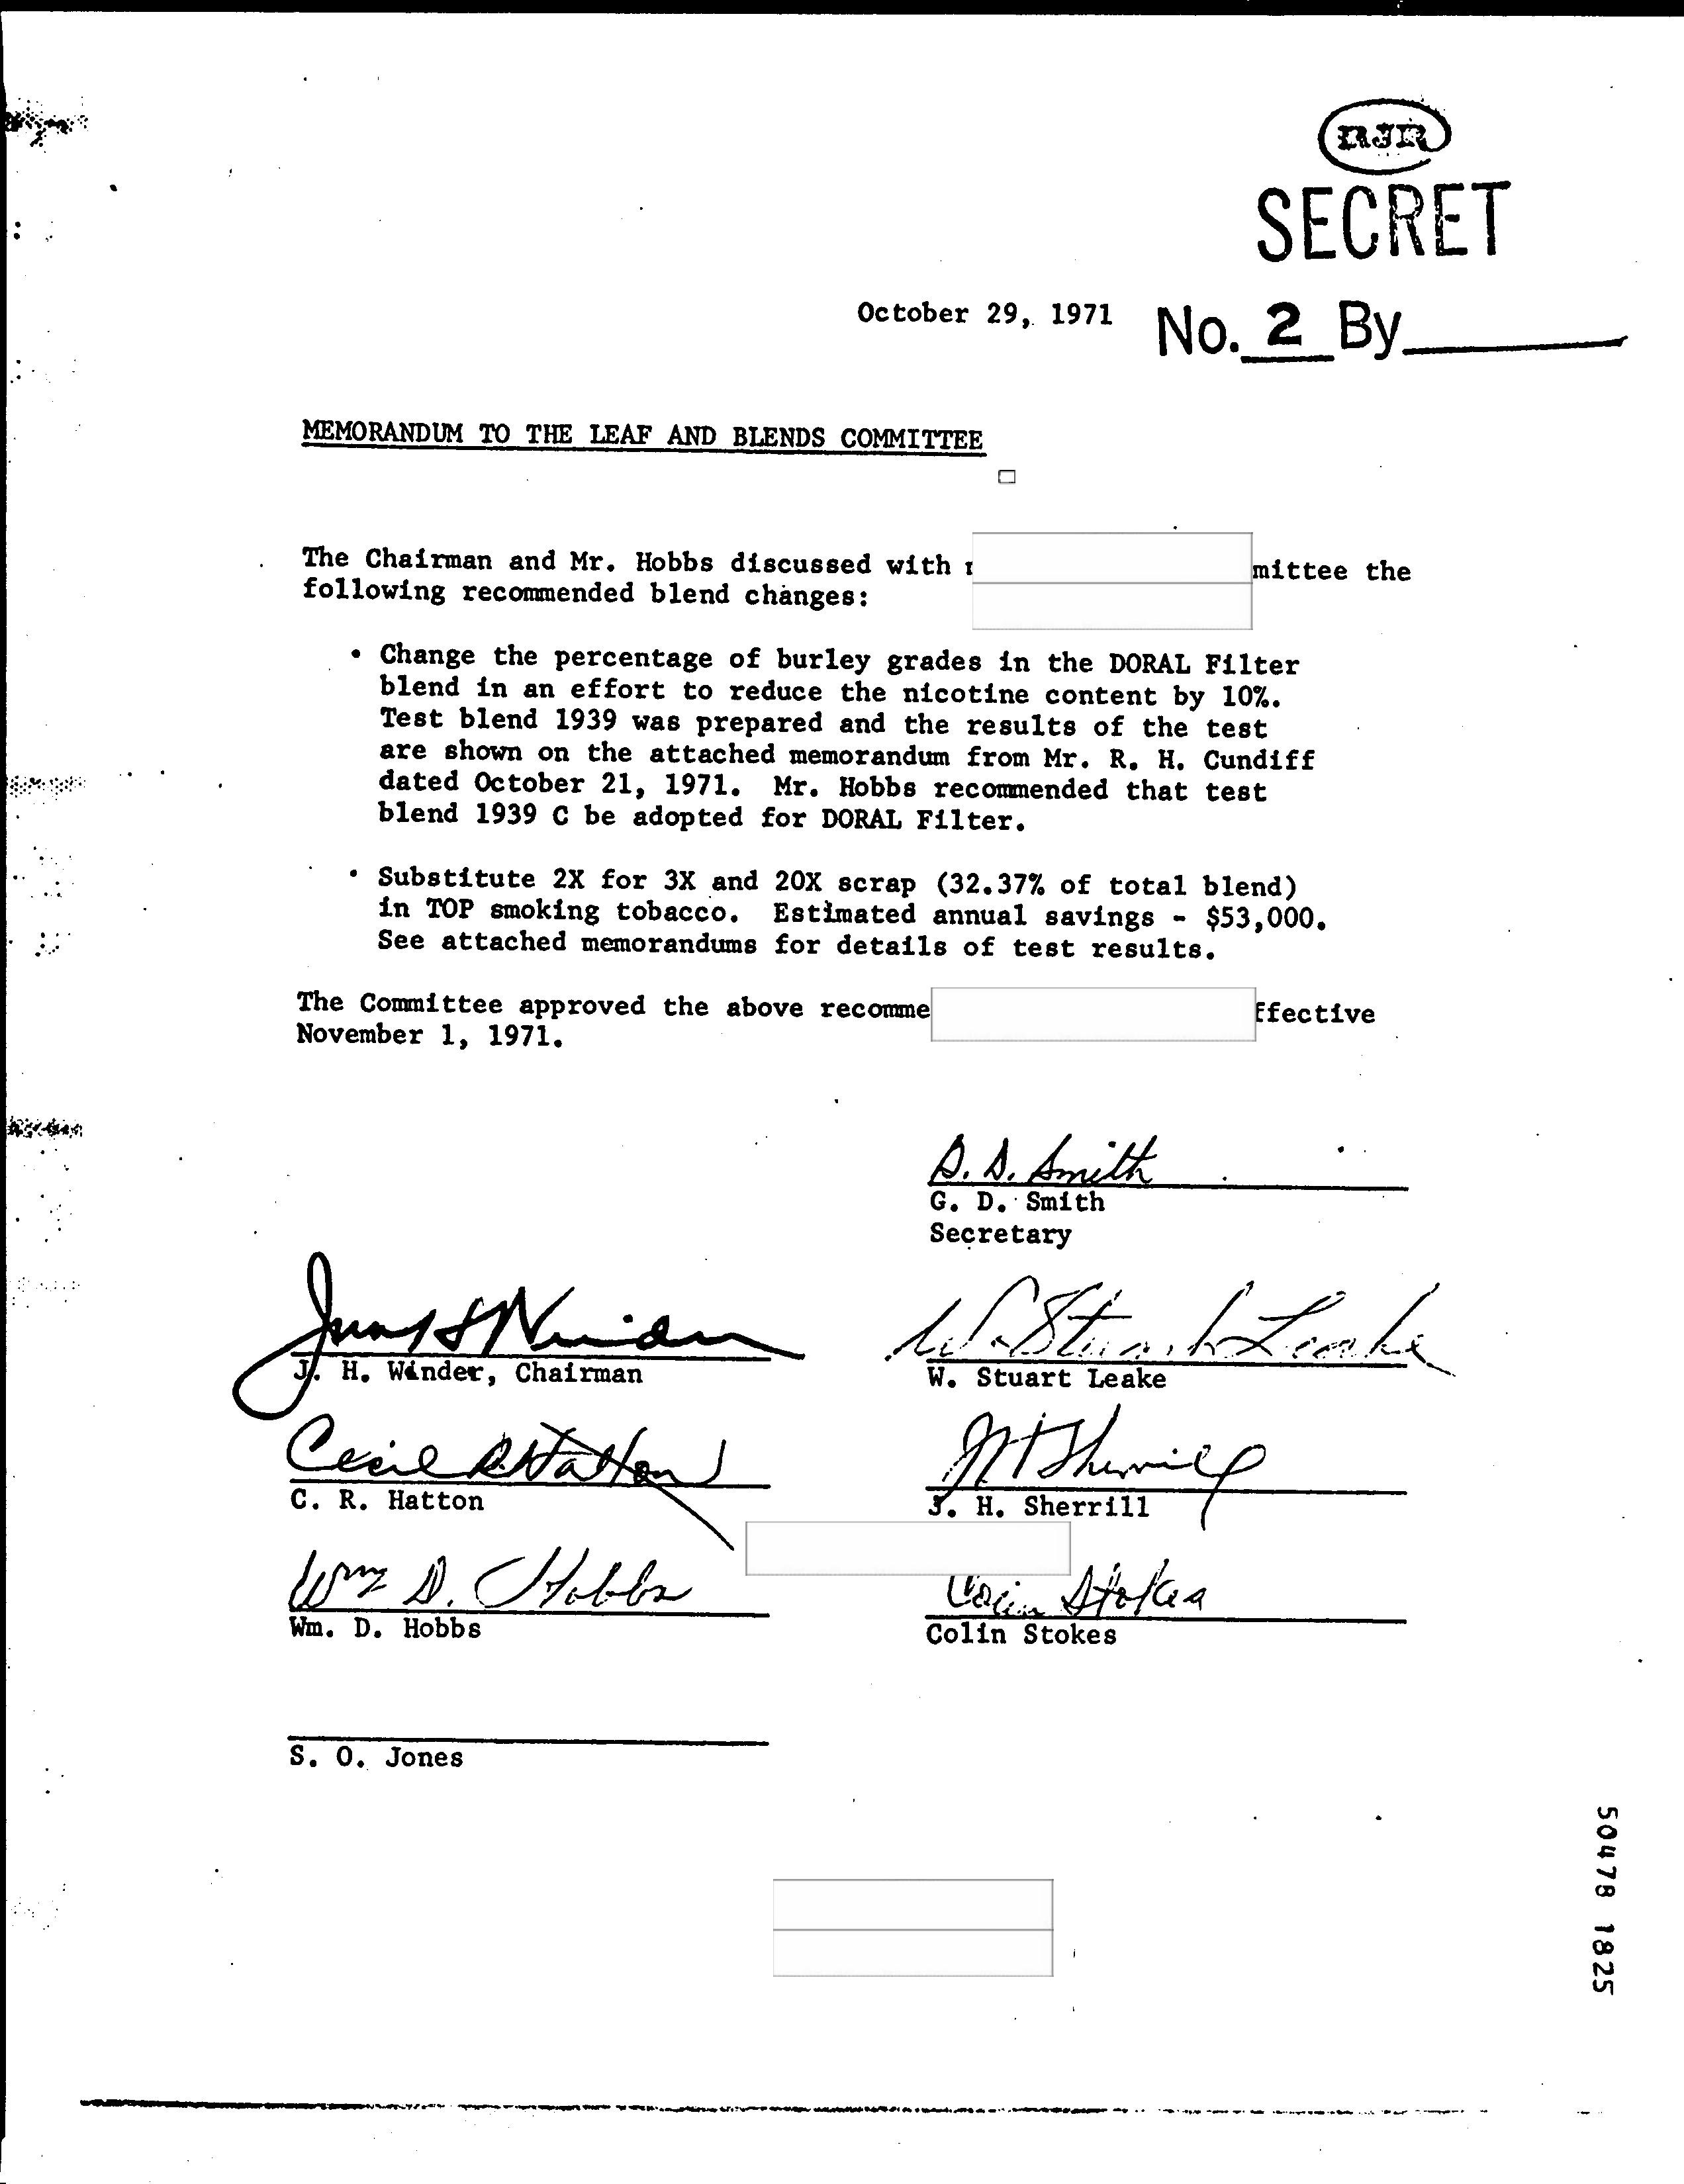 RJR
SECRET
October 29, 1971 No. 2 By
MEMORANDUM TO THE LEAF AND BLENDS COMMITTEE
The Chairman and Mr. Hobbs discussed with mittee the
following recommended blend changes:
• Change the percentage of burley grades in the DORAL Filter
blend in an effort to reduce the nicotine content by 10%.
Test blend 1939 was prepared and the results of the test
are shown on the attached memorandum from Mr. R. H. Cundiff
dated October 21, 1971. Mr. Hobbs recommended that test
blend 1939 C be adopted for DORAL Filter.
• Substitute 2X for 3X and 20X scrap (32.37% of total blend)
in TOP smoking tobacco. Estimated annual savings - $53,000.
See attached memorandums for details of test results.
The Committee approved the above recomme ffective
November 1, 1971.
G. D. Smith
G. D. Smith
Secretary
W. Stuart Leake
J. H. Winder, Chairman W. Stuart Leake
Cecil R. Hatton J H Sherrill
C. R. Hatton J. H. Sherrill
Wm D. Hobbs Colin Stokes
Wm. D. Hobbs Colin Stokes
S. O. Jones
50478 1825